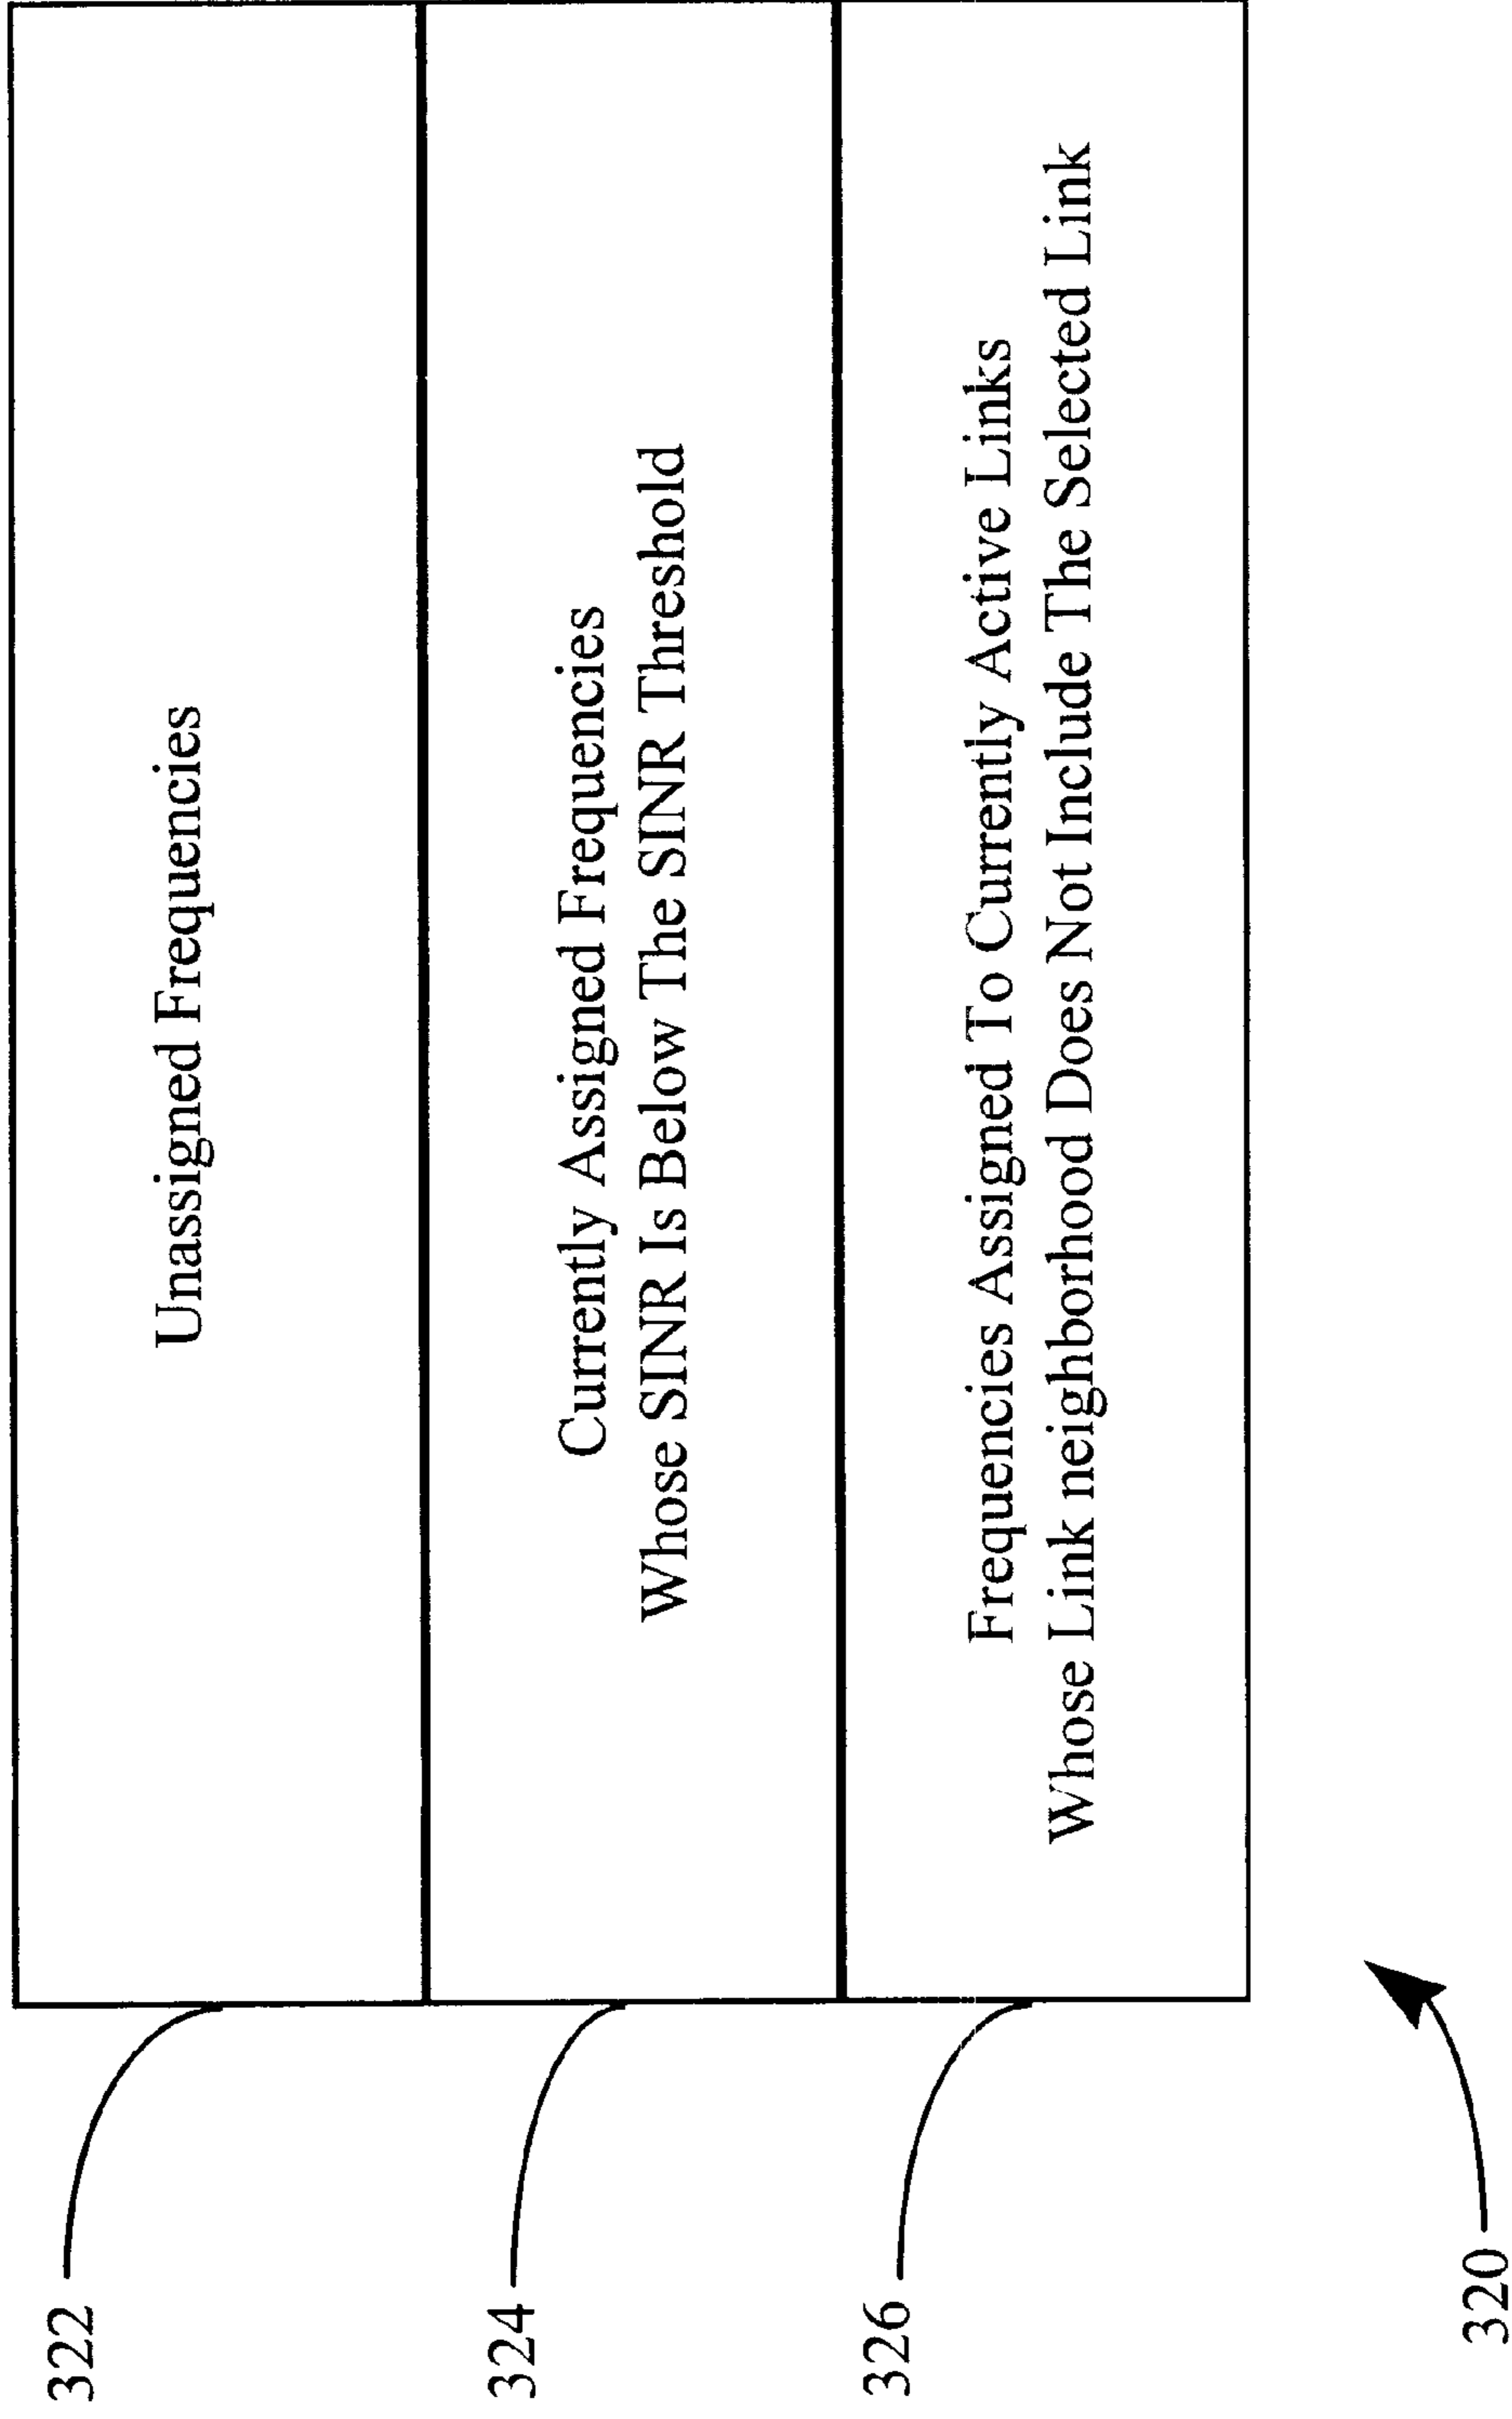 322
Unassigned Frequencies
324
Currently Assigned Frequencies
Whose SINR Is Below The SINR Threshold
326
Frequencies Assigned To Currently Active Links
Whose Link neighborhood Does Not Include The Selected Link
320